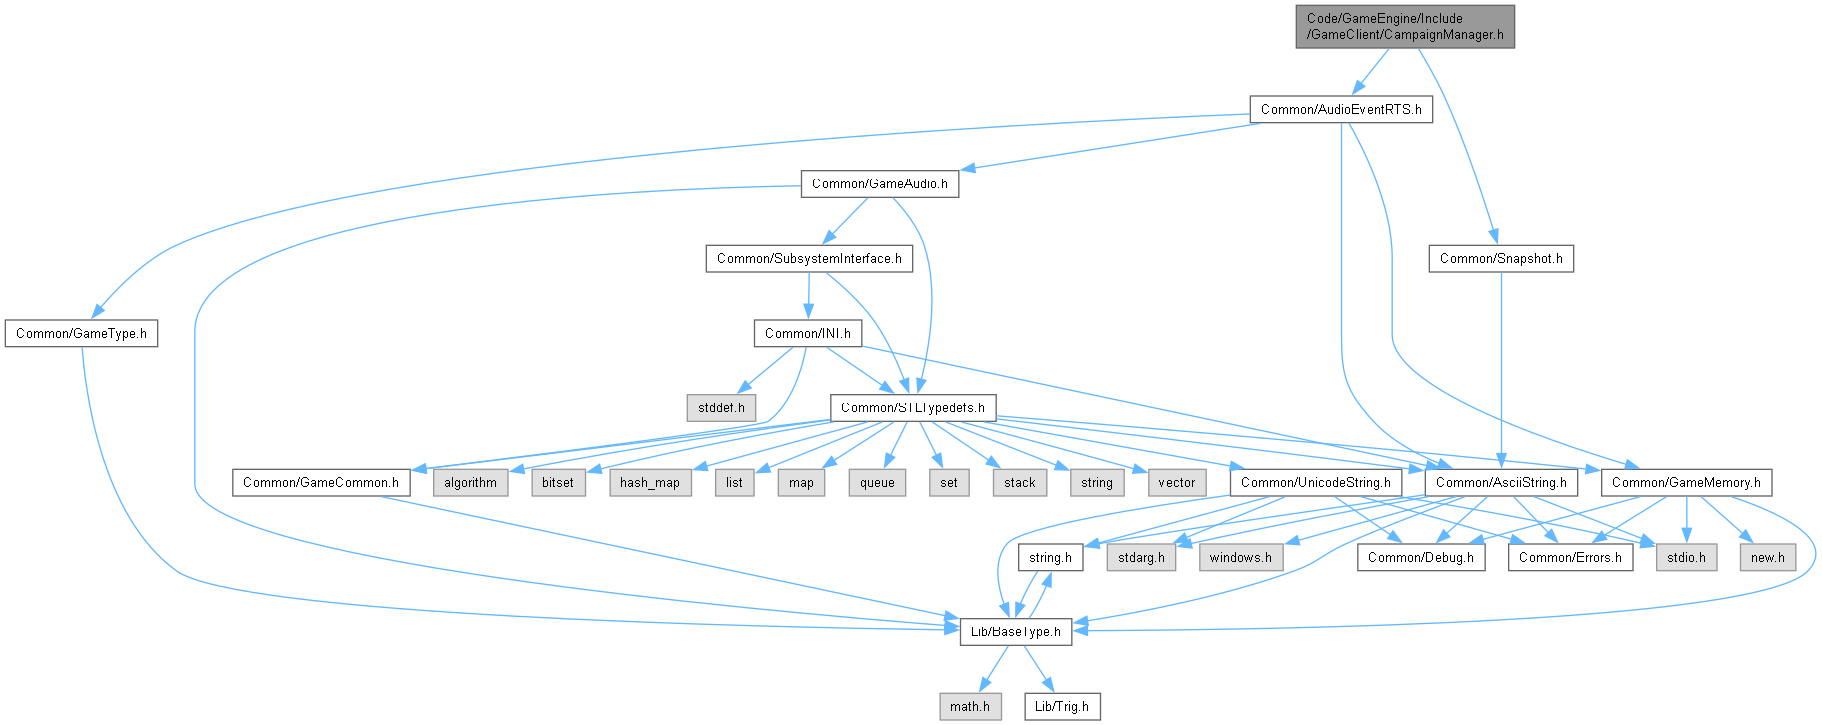 Code/GameEngine/Include
/GameClient/CampaignManager.h
Common/AudioEventRTS.h
Common/GameAudio.h
Common/SubsystemInterface.h
Common/Snapshot.h
Common/GameType.h
Common/INI.h
stddef.h
Common/STLTypedefs.h
Common/GameCommon.h
algorithm
bitset
hash_map
list
map
queue
set
stack
string
vector
Common/UnicodeString.h
Common/AsciiString.h
Common/GameMemory.h
string.h
stdarg.h
windows.h
Common/Debug.h
Common/Errors.h
stdio.h
new.h
Lib/BaseType.h
math.h
Lib/Trig.h